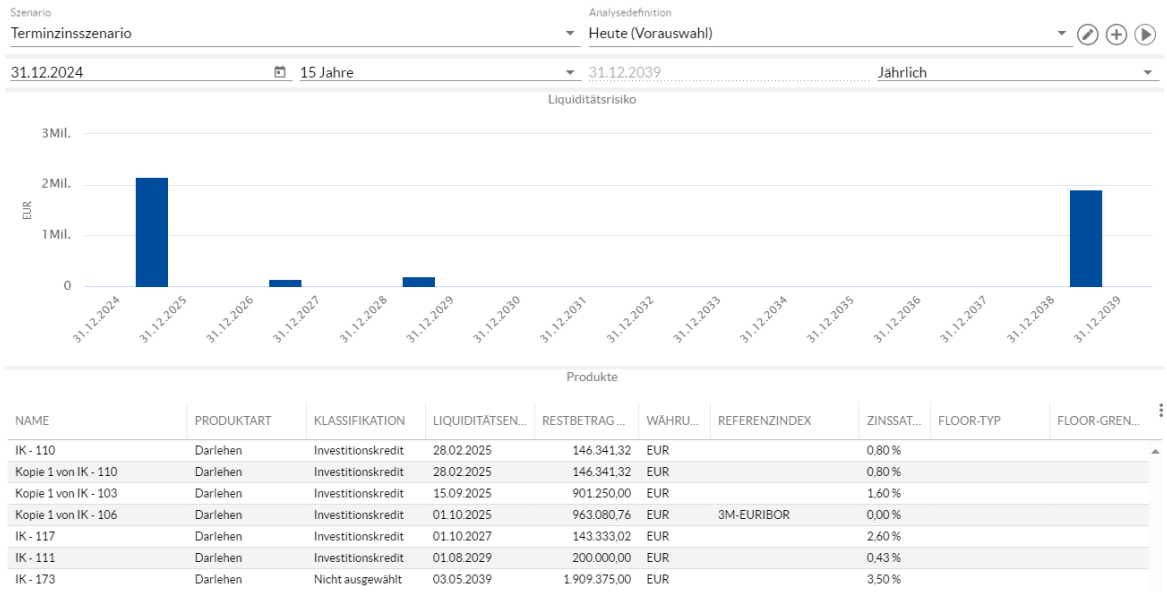 Szenario Analysedefinition
Terminzinsszenario Heute (Vorauswahl)
31.12.2024 15 Jahre 31.12.2039 Jährlich
Liquiditätsrisiko
3Mil.
2Mil.
EUR
1Mil.
0
31.12.2024 31.12.2025 31.12.2026 31.12.2027 31.12.2028 31.12.2029 31.12.2030 31.12.2031 31.12.2032 31.12.2033 31.12.2034 31.12.2035 31.12.2036 31.12.2037 31.12.2038 31.12.2039
Produkte
NAME PRODUKTART KLASSIFIKATION LIQUIDITÄTSEN... RESTBETRAG ... WÄHRU... REFERENZINDEX ZINSSAT... FLOOR-TYP FLOOR-GREN...
IK - 110 Darlehen Investitionskredit 28.02.2025 146.341,32 EUR 0,80 %
Kopie 1 von IK - 110 Darlehen Investitionskredit 28.02.2025 146.341,32 EUR 0,80 %
Kopie 1 von IK - 103 Darlehen Investitionskredit 15.09.2025 901.250,00 EUR 1,60 %
Kopie 1 von IK - 106 Darlehen Investitionskredit 01.10.2025 963.080,76 EUR 3M-EURIBOR 0,00 %
IK - 117 Darlehen Investitionskredit 01.10.2027 143.333,02 EUR 2,60 %
IK - 111 Darlehen Investitionskredit 01.08.2029 200.000,00 EUR 0,43 %
IK - 173 Darlehen Nicht ausgewählt 03.05.2039 1.909.375,00 EUR 3,50 %